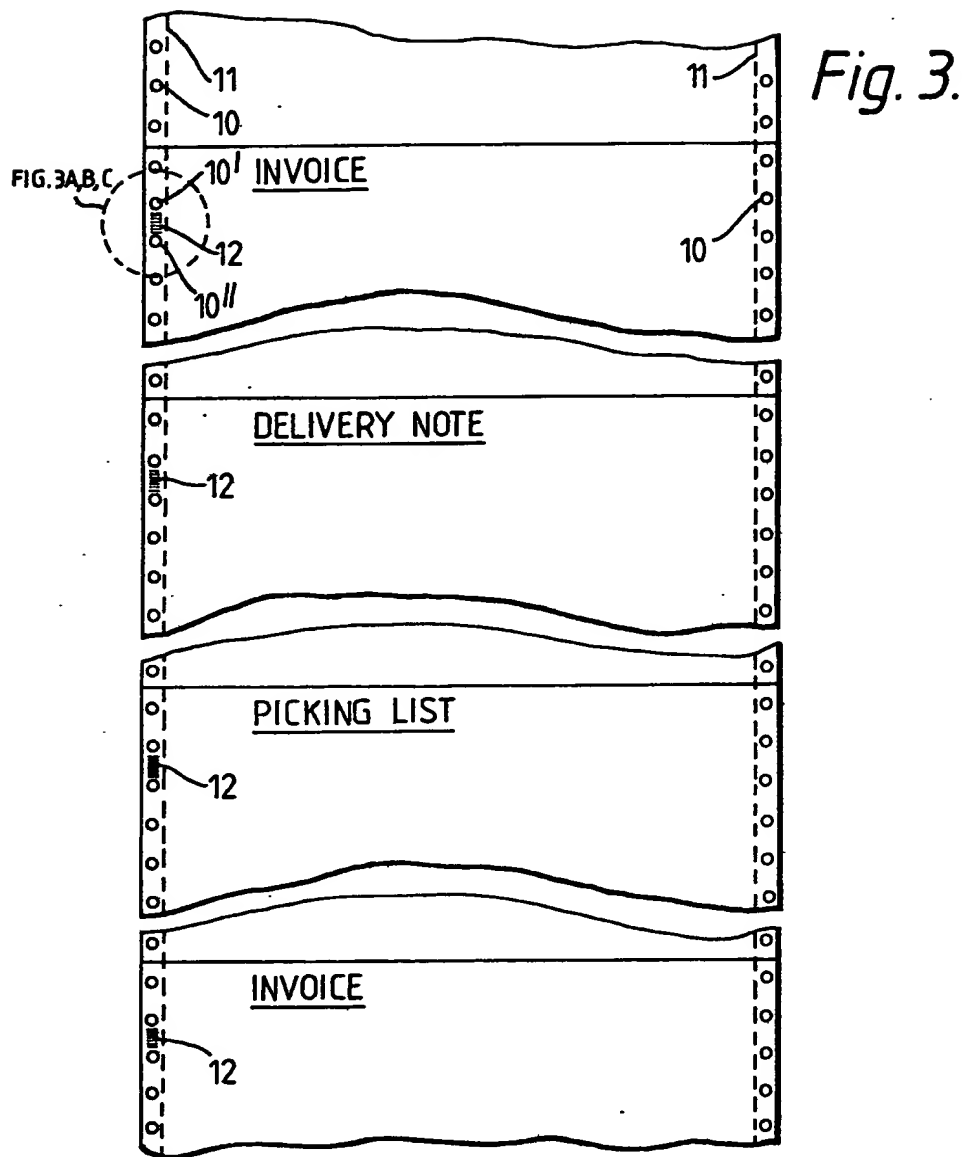 Fig. 3.
11
11
10
FIG. 3A,B,C
10'
INVOICE
12
10
10''
DELIVERY NOTE
12
PICKING LIST
12
INVOICE
12